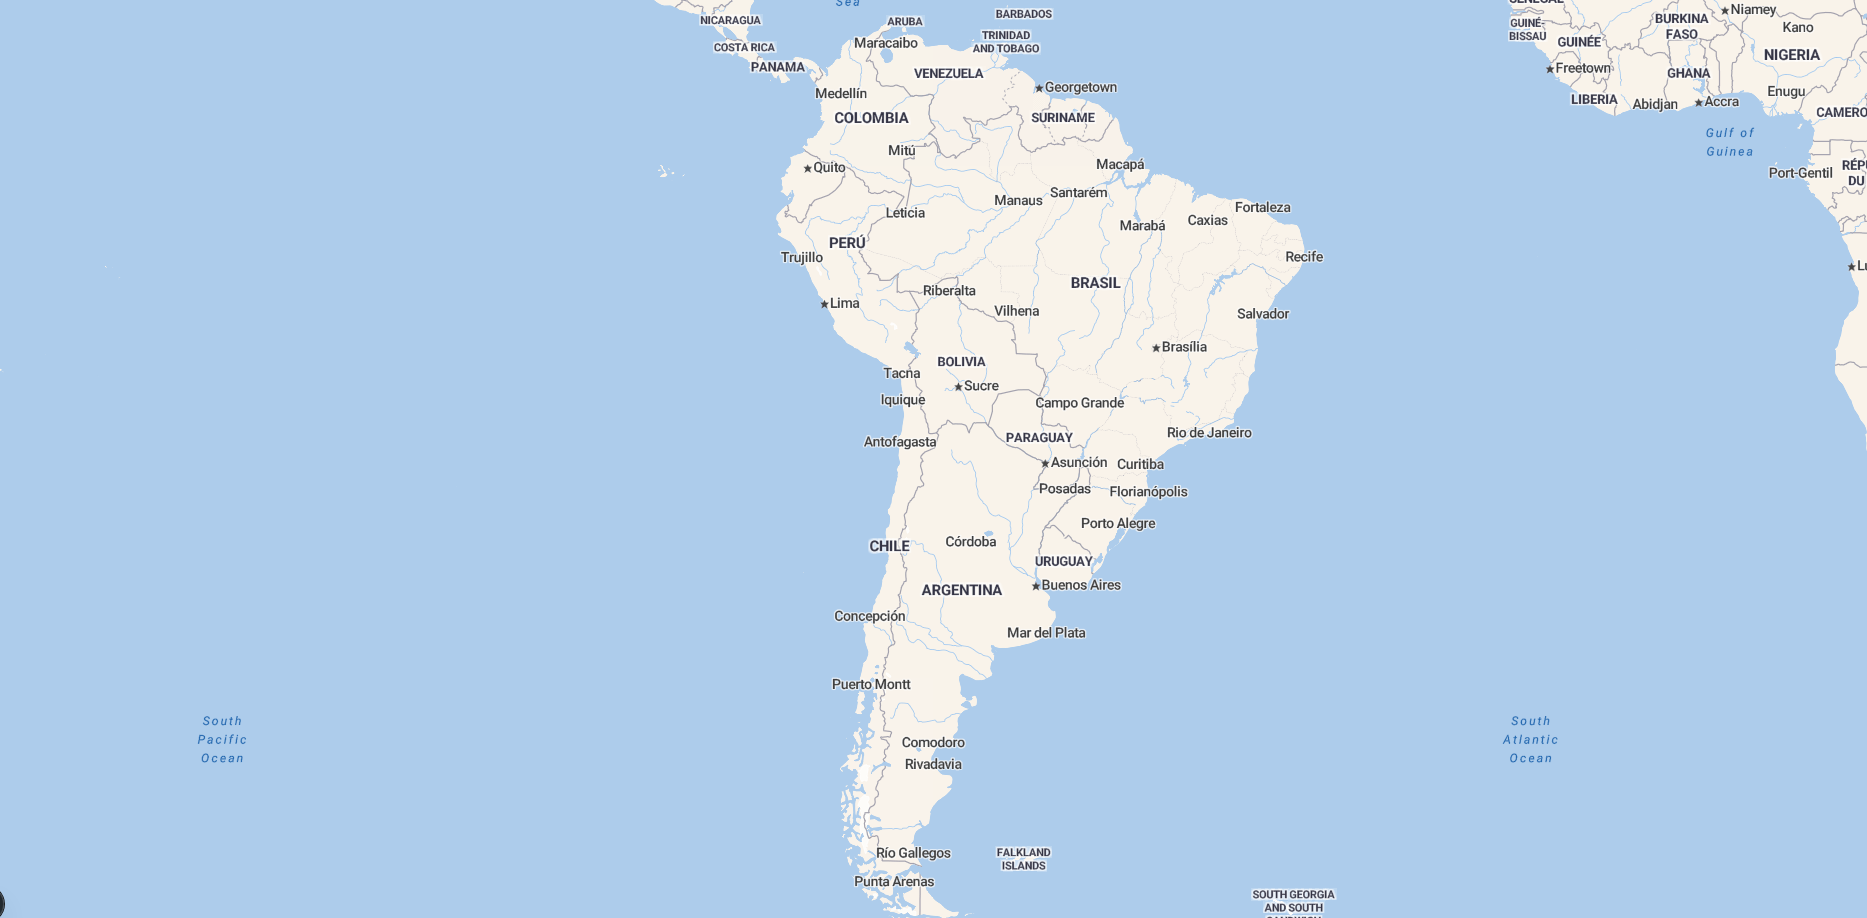 Sea
NICARAGUA
ARUBA
BARBADOS
COSTA RICA
Maracaibo
TRINIDAD
AND TOBAGO
PANAMA
VENEZUELA
Medellín
Georgetown
COLOMBIA
SURINAME
Mitú
Quito
Macapá
Manaus
Santarém
Leticia
Fortaleza
Caxias
Marabá
PERÚ
Trujillo
Recife
BRASIL
Riberalta
Lima
Vilhena
Salvador
Brasília
BOLIVIA
Tacna
Sucre
Iquique
Campo Grande
Rio de Janeiro
PARAGUAY
Antofagasta
Asunción
Curitiba
Posadas
Florianópolis
Porto Alegre
CHILE
Córdoba
URUGUAY
Buenos Aires
ARGENTINA
Concepción
Mar del Plata
Puerto Montt
Comodoro
Rivadavia
Río Gallegos
Punta Arenas
FALKLAND
ISLANDS
SOUTH GEORGIA
AND SOUTH
South
Pacific
Ocean
South
Atlantic
Ocean
GUINÉ-
BISSAU
GUINÉE
Freetown
LIBERIA
Abidjan
GHANA
Accra
BURKINA
FASO
Niamey
Kano
NIGERIA
Enugu
CAMERO
Gulf of
Guinea
Port-Gentil
RÉP
DU